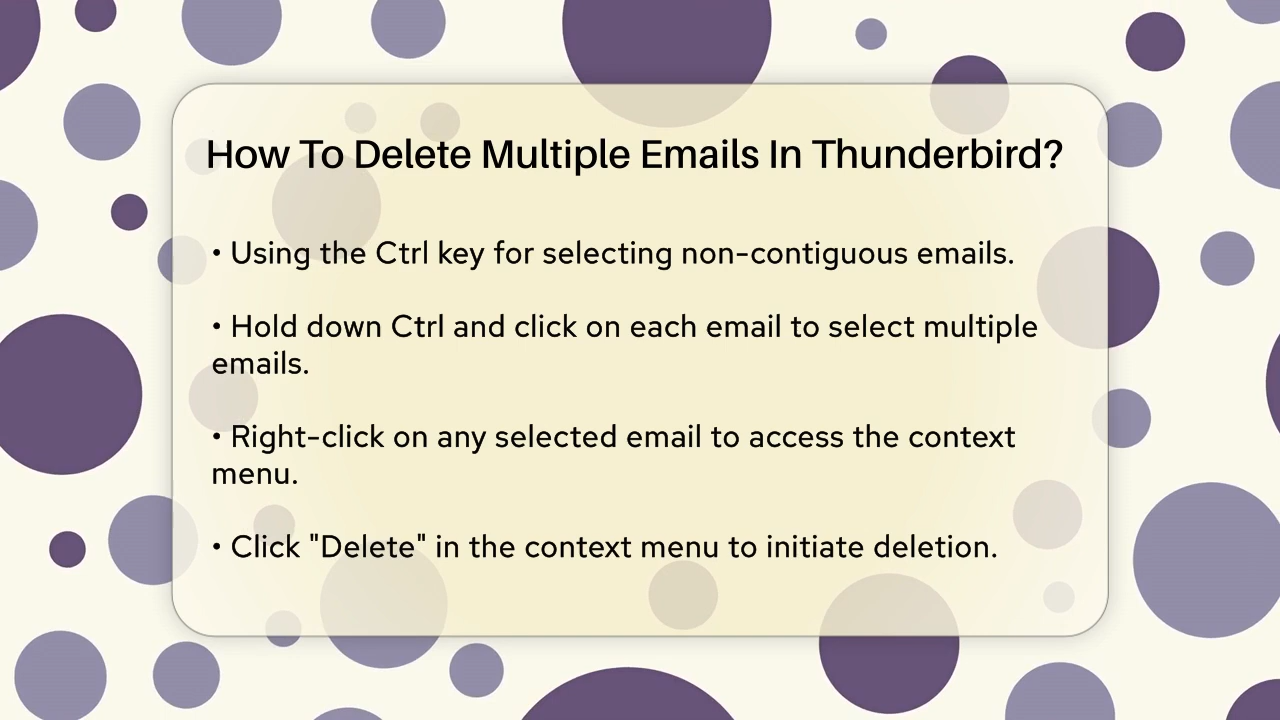 How To Delete Multiple Emails In Thunderbird?
• Using the Ctrl key for selecting non-contiguous emails.
• Hold down Ctrl and click on each email to select multiple
emails.
• Right-click on any selected email to access the context
menu.
• Click "Delete" in the context menu to initiate deletion.